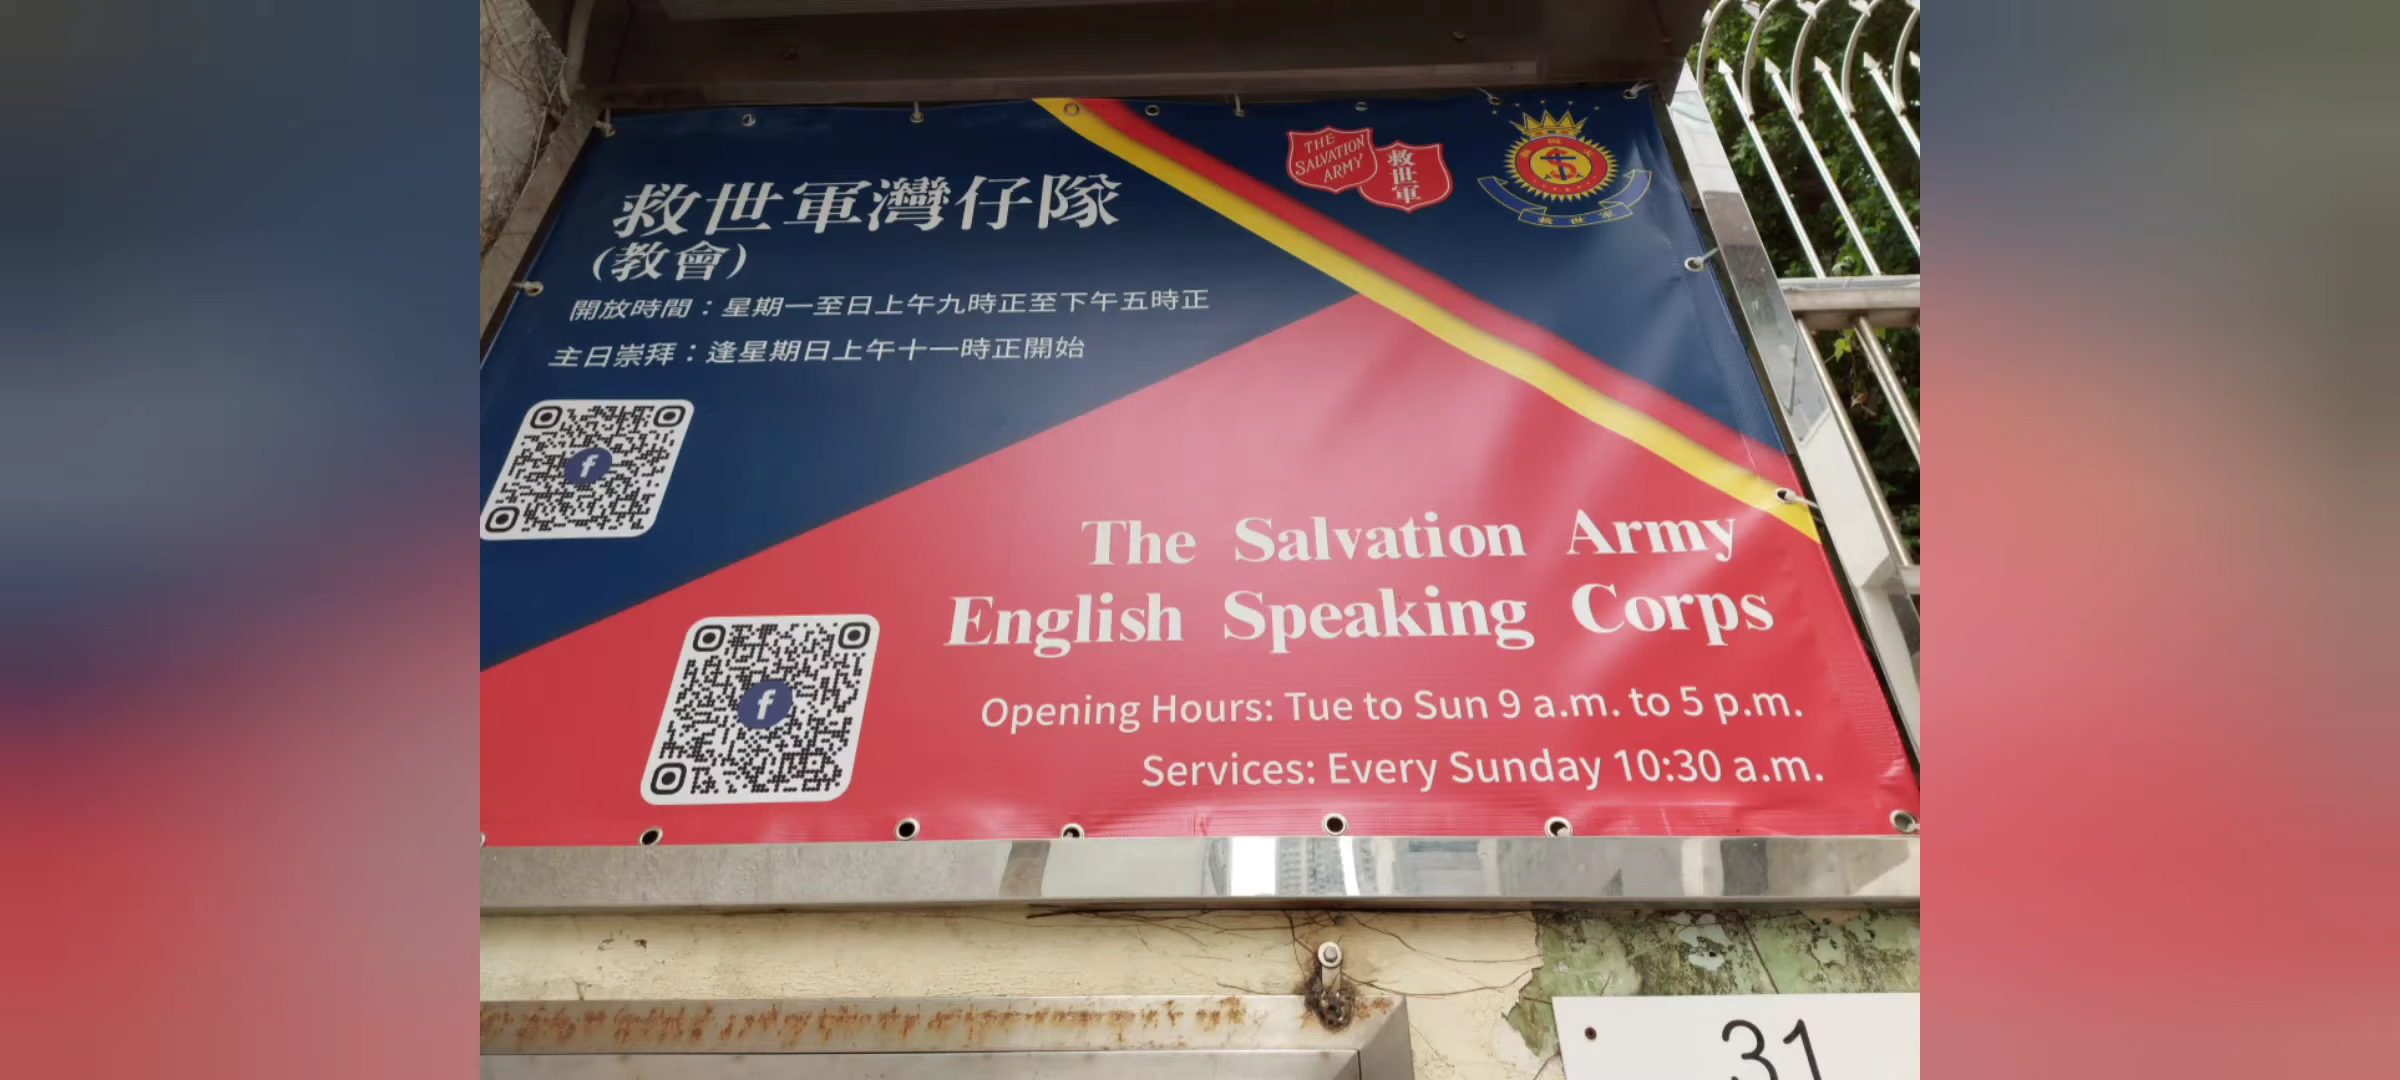 THE
SALVATION
ARMY
救世軍
救世軍
救世軍灣仔隊
(教會)
開放時間：星期一至日上午九時正至下午五時正
主日崇拜：逢星期日上午十一時正開始
The Salvation Army
English Speaking Corps
Opening Hours: Tue to Sun 9 a.m. to 5 p.m.
Services: Every Sunday 10:30 a.m.
31